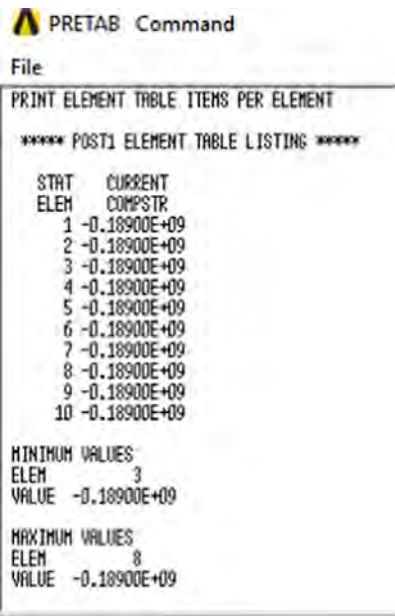 PRETAB Command
File
PRINT ELEMENT TABLE ITEMS PER ELEMENT
***** POST1 ELEMENT TABLE LISTING *****
STAT CURRENT
ELEM COMPSTR
1 -0.18900E+09
2 -0.18900E+09
3 -0.18900E+09
4 -0.18900E+09
5 -0.18900E+09
6 -0.18900E+09
7 -0.18900E+09
8 -0.18900E+09
9 -0.18900E+09
10 -0.18900E+09
MINIMUM VALUES
ELEM 3
VALUE -0.18900E+09
MAXIMUM VALUES
ELEM 8
VALUE -0.18900E+09